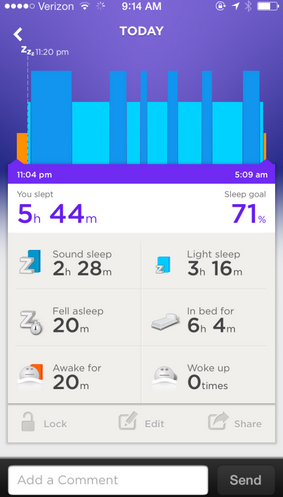 Verizon 9:14 AM
TODAY
Zzz 11:20 pm
11:04 pm 5:09 am
You slept Sleep goal
5h 44m 71%
Sound sleep Light sleep
2h 28m 3h 16m
Fell asleep In bed for
20m 6h 4m
Awake for Woke up
20m 0times
Lock Edit Share
Add a Comment Send